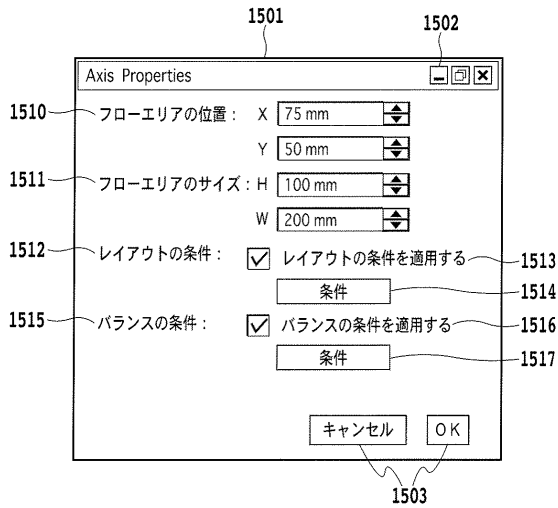 1501
1502
Axis Properties
1510 フローエリアの位置： X 75 mm
Y 50 mm
1511 フローエリアのサイズ： H 100 mm
W 200 mm
1512 レイアウトの条件： レイアウトの条件を適用する 1513
条件 1514
1515 バランスの条件： バランスの条件を適用する 1516
条件 1517
キャンセル OK
1503